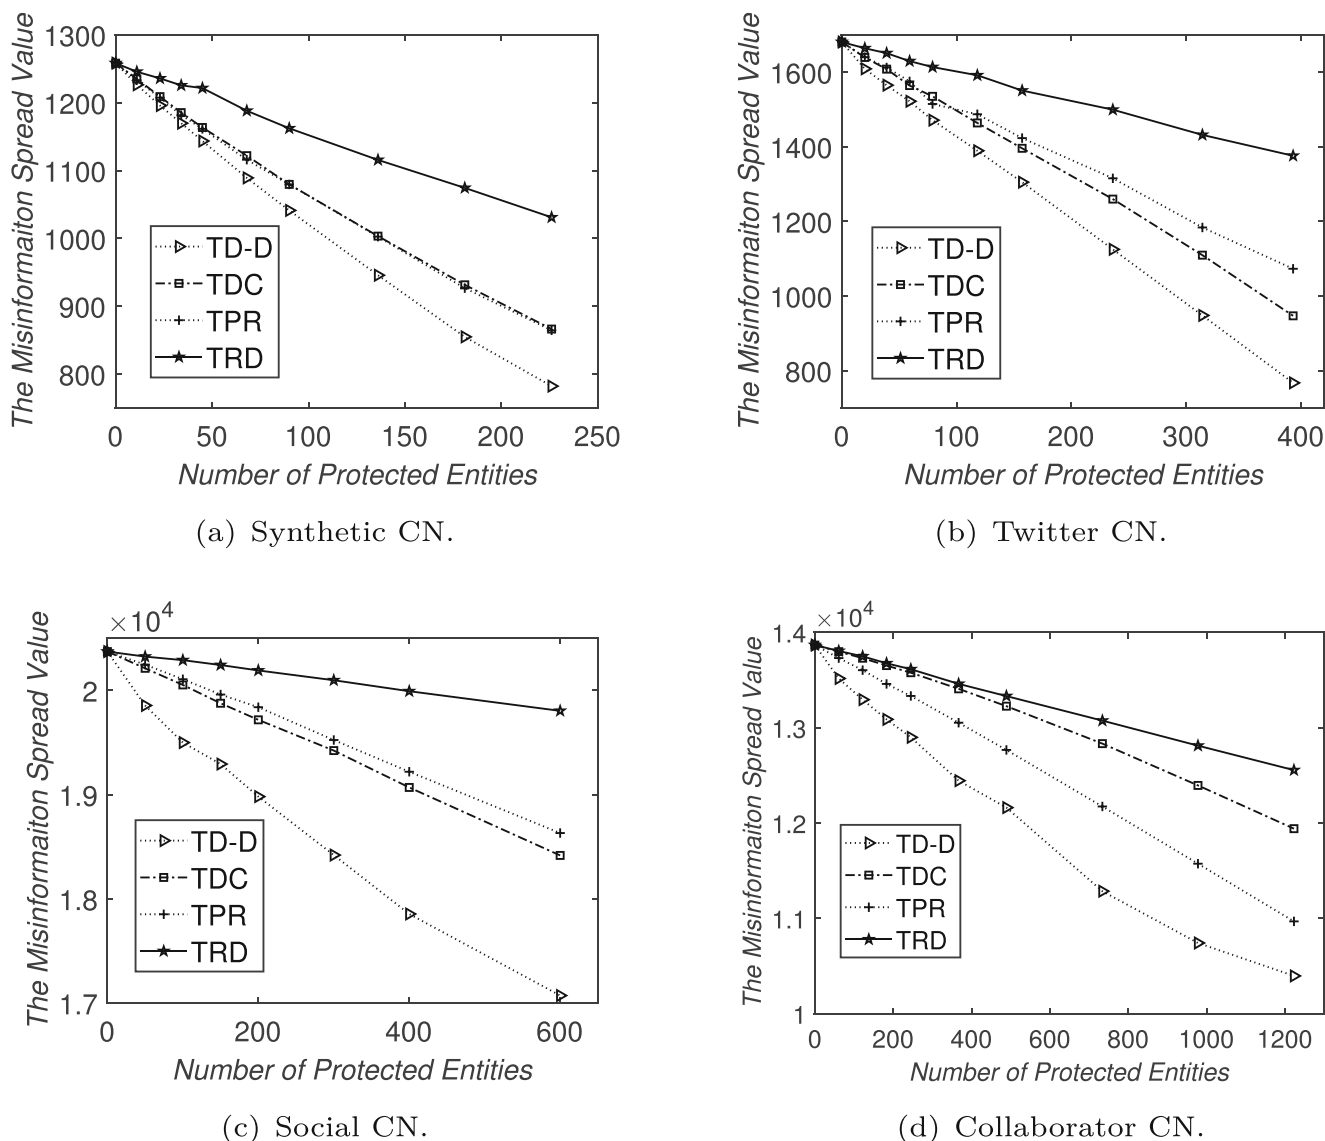 The Misinformaiton Spread Value
1300
1200
1100
1000
900
800
TD-D
TDC
TPR
TRD
0 50 100 150 200 250
Number of Protected Entities
(a) Synthetic CN.
The Misinformaiton Spread Value
1600
1400
1200
1000
800
TD-D
TDC
TPR
TRD
0 100 200 300 400
Number of Protected Entities
(b) Twitter CN.
The Misinformaiton Spread Value
×10⁴
2
1.9
1.8
1.7
TD-D
TDC
TPR
TRD
0 200 400 600
Number of Protected Entities
(c) Social CN.
The Misinformaiton Spread Value
×10⁴
1.4
1.3
1.2
1.1
1
TD-D
TDC
TPR
TRD
0 200 400 600 800 1000 1200
Number of Protected Entities
(d) Collaborator CN.